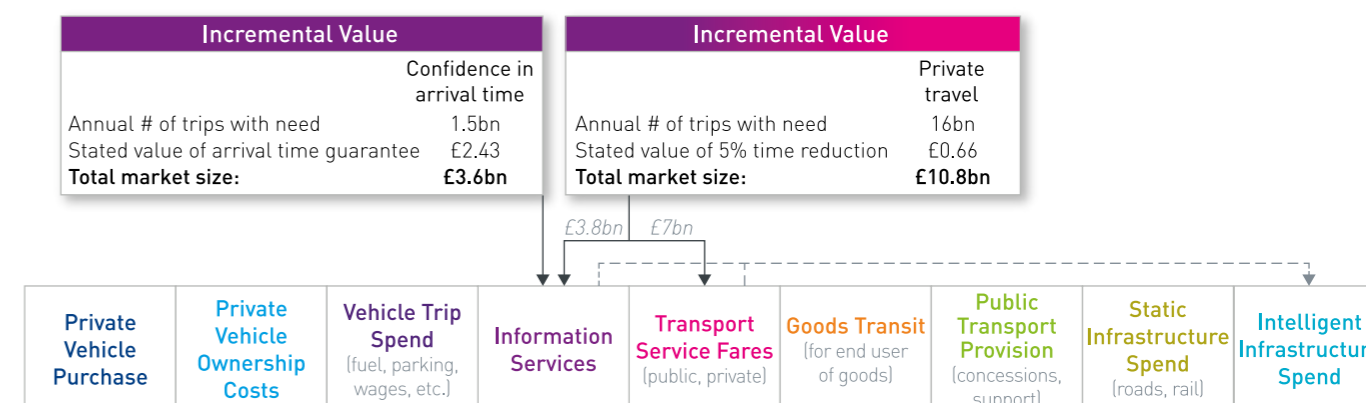 Incremental Value
Confidence in
arrival time
Annual # of trips with need 1.5bn
Stated value of arrival time guarantee £2.43
Total market size: £3.6bn
Incremental Value
Private
travel
Annual # of trips with need 16bn
Stated value of 5% time reduction £0.66
Total market size: £10.8bn
£3.8bn £7bn
Private
Vehicle
Purchase
Private
Vehicle
Ownership
Costs
Vehicle Trip
Spend
(fuel, parking,
wages, etc.)
Information
Services
Transport
Service Fares
(public, private)
Goods Transit
(for end user
of goods)
Public
Transport
Provision
(concessions,
support)
Static
Infrastructure
Spend
(roads, rail)
Intelligent
Infrastructur
Spend